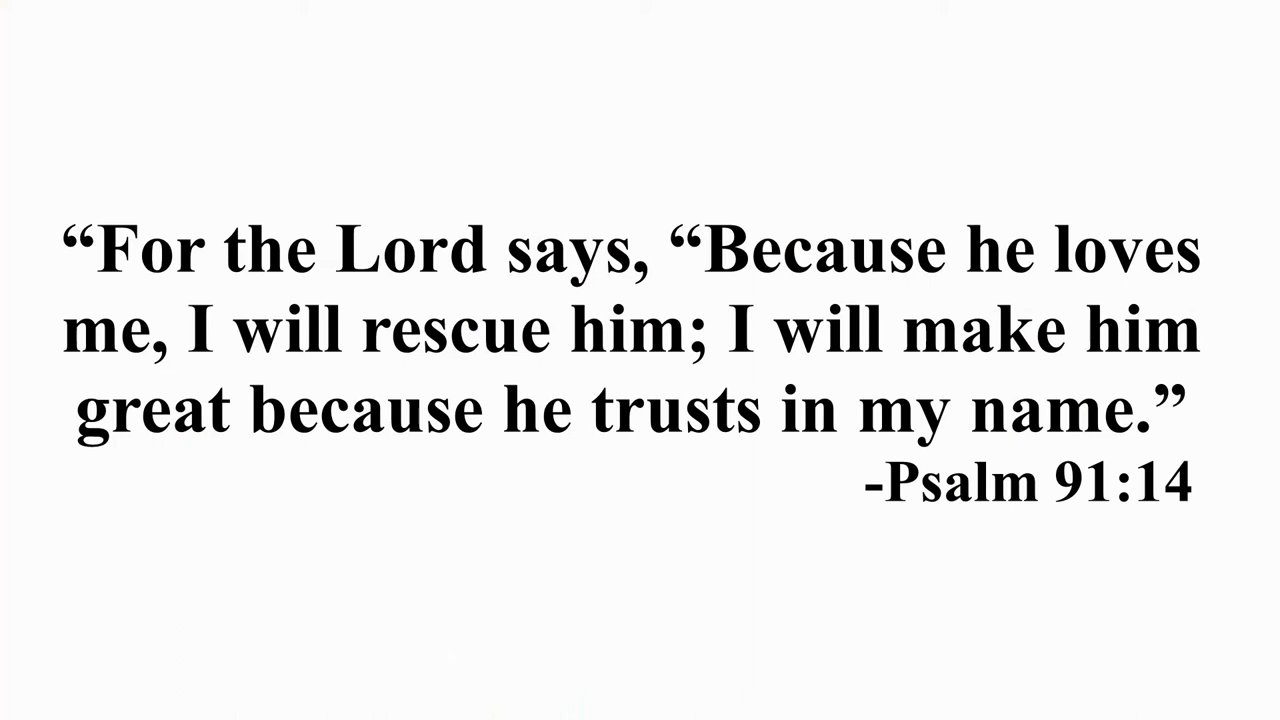 “For the Lord says, “Because he loves
me, I will rescue him; I will make him
great because he trusts in my name.”
-Psalm 91:14